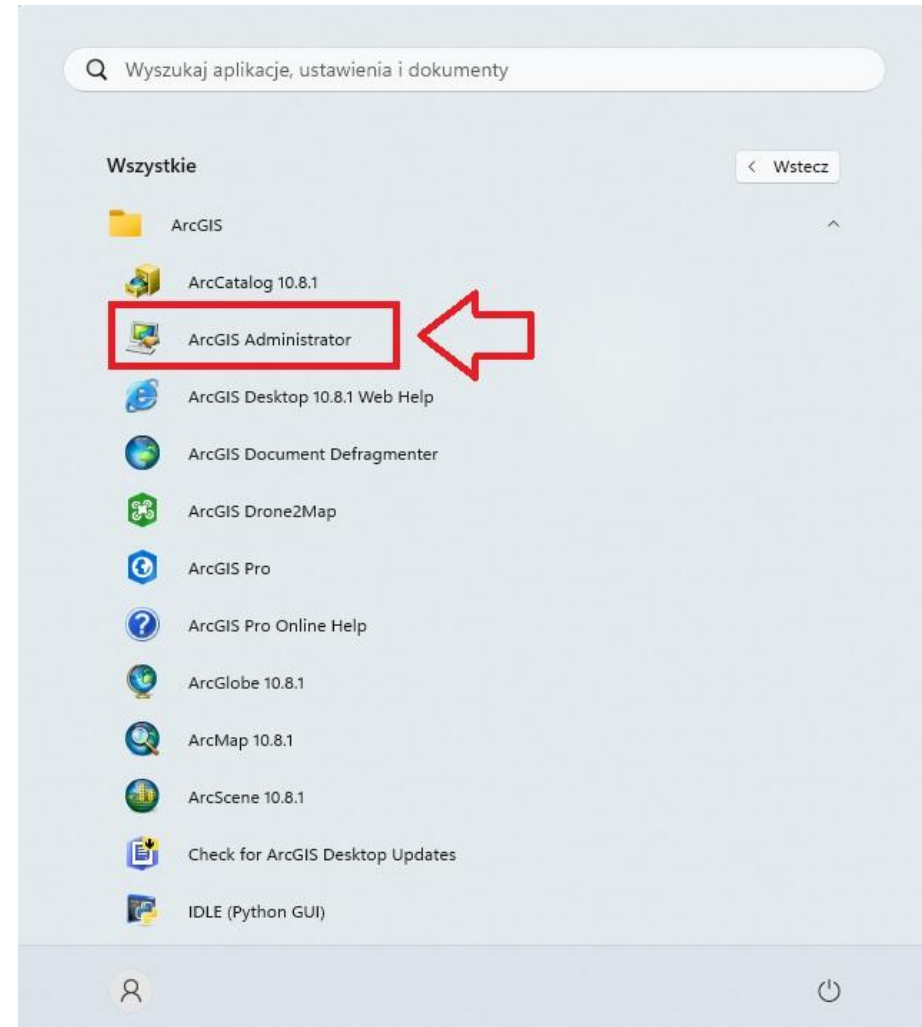 Wyszukaj aplikacje, ustawienia i dokumenty
Wszystkie
Wstecz
ArcGIS
ArcCatalog 10.8.1
ArcGIS Administrator
ArcGIS Desktop 10.8.1 Web Help
ArcGIS Document Defragmenter
ArcGIS Drone2Map
ArcGIS Pro
ArcGIS Pro Online Help
ArcGlobe 10.8.1
ArcMap 10.8.1
ArcScene 10.8.1
Check for ArcGIS Desktop Updates
IDLE (Python GUI)